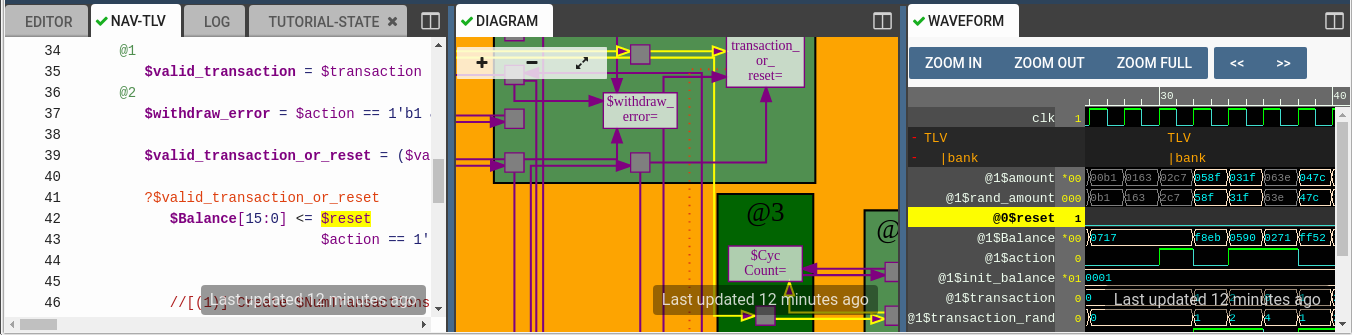 EDITOR NAV-TLV LOG TUTORIAL-STATE
34 @1
35 $valid_transaction = $transaction
36 @2
37 $withdraw_error = $action == 1'b1
38
39 $valid_transaction_or_reset = ($va
40
41 ?$valid_transaction_or_reset
42 $Balance[15:0] <= $reset
43 $action == 1'
44
45
46 //[(1)] Create $NumTransactions
Last updated 12 minutes ago
DIAGRAM
+ −
transaction_
or_
reset=
$withdraw_
error=
@3
@
$Cyc
Count=
Last updated 12 minutes ago
WAVEFORM
ZOOM IN ZOOM OUT ZOOM FULL << >>
30 40
clk 1
- TLV TLV
- |bank |bank
@1$amount *00 00b1 0163 02c7 058f 031f 063e 047c
@1$rand_amount 000 0b1 163 2c7 58f 31f 63e 47c
@0$reset 1
@1$Balance *00 0717 f8eb 0590 0271 ff52
@1$action 0
@1$init_balance *01 0001
@1$transaction 0 0
@1$transaction_rand 0 0 1 2 4 1
Last updated 12 minutes ago